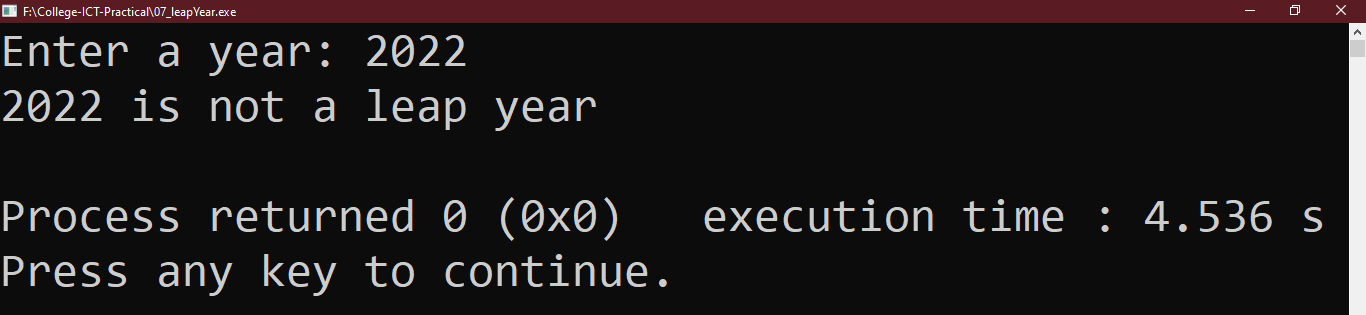 F:\College-ICT-Practical\07_leapYear.exe
Enter a year: 2022
2022 is not a leap year
Process returned 0 (0x0)   execution time : 4.536 s
Press any key to continue.